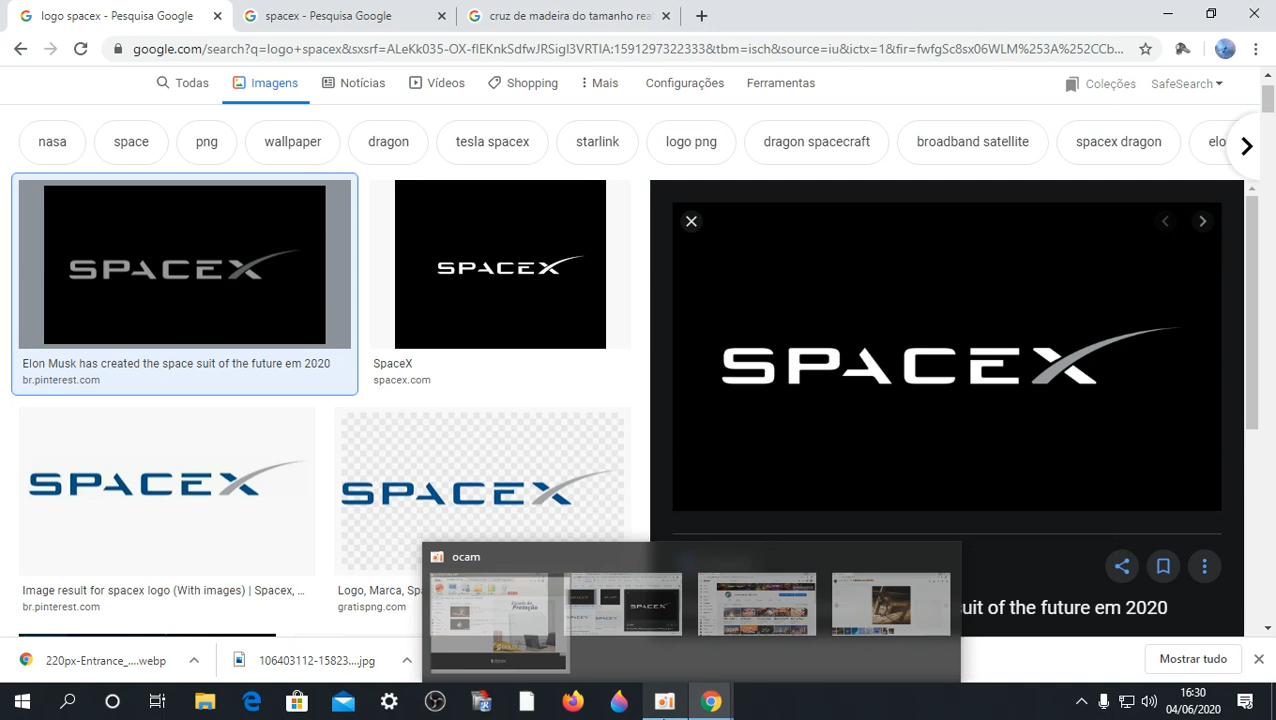 logo spacex - Pesquisa Google
spacex - Pesquisa Google
cruz de madeira do tamanho rea
google.com/search?q=logo+spacex&sxsrf=ALeKk035-OX-flEKnkSdfwJRSigI3VRTIA:1591297322333&tbm=isch&source=iu&ictx=1&fir=fwfgSc8sx06WLM%253A%252CCb...
Todas
Imagens
Notícias
Vídeos
Shopping
Mais
Configurações
Ferramentas
Coleções
SafeSearch
nasa
space
png
wallpaper
dragon
tesla spacex
starlink
logo png
dragon spacecraft
broadband satellite
spacex dragon
elo
SPACEX
SPACEX
SPACEX
Elon Musk has created the space suit of the future em 2020
br.pinterest.com
SpaceX
spacex.com
SPACEX
SPACEX
ocam
Image result for spacex logo (With images) | Spacex, ...
br.pinterest.com
Logo, Marca, Sp
gratispng.com
suit of the future em 2020
220px-Entrance_....webp
106403112-15823....jpg
Mostrar tudo
16:30
04/06/2020